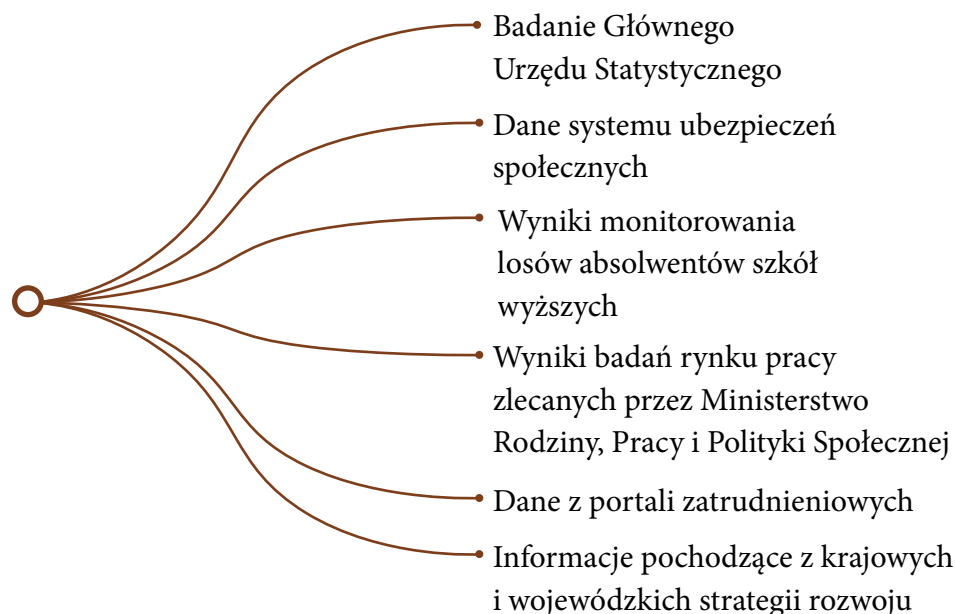 Badanie Głównego
Urzędu Statystycznego
Dane systemu ubezpieczeń
społecznych
Wyniki monitorowania
losów absolwentów szkół
wyższych
Wyniki badań rynku pracy
zlecanych przez Ministerstwo
Rodziny, Pracy i Polityki Społecznej
Dane z portali zatrudnieniowych
Informacje pochodzące z krajowych
i wojewódzkich strategii rozwoju